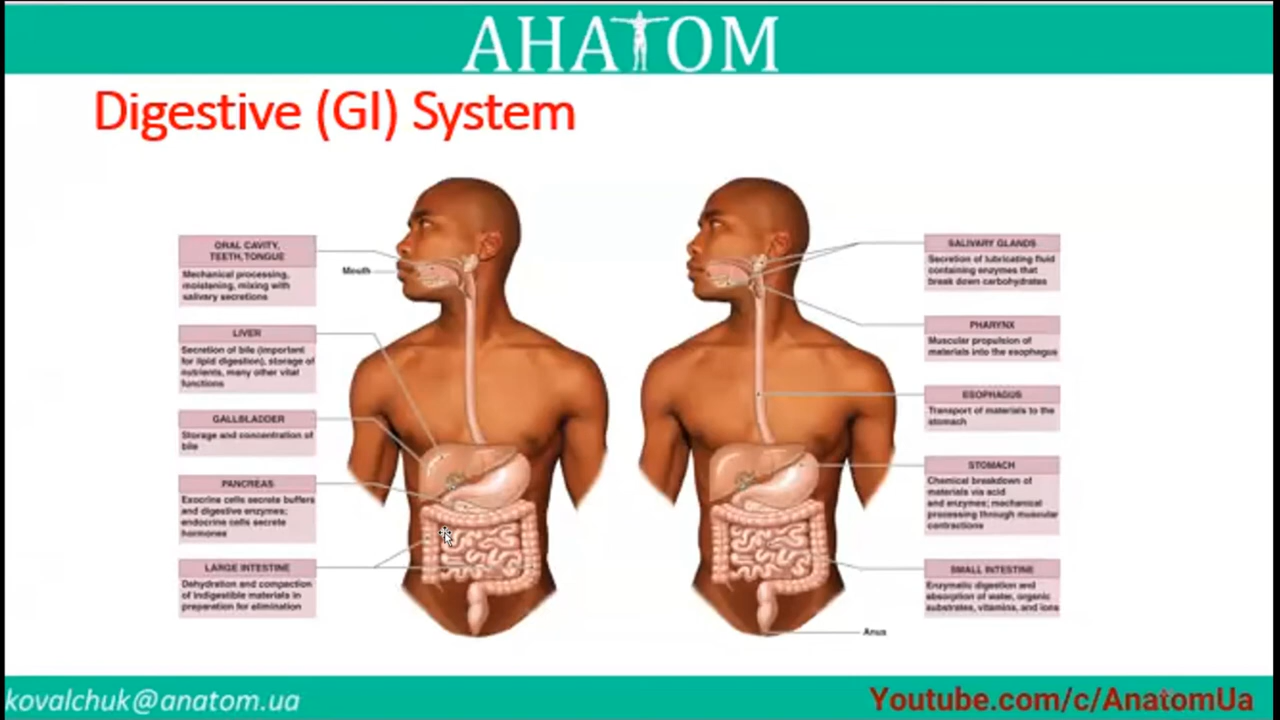 AHATOM
Digestive (GI) System
ORAL CAVITY,
TEETH, TONGUE
Mechanical processing,
moistening, mixing with
salivary secretions
Mouth
LIVER
Secretion of bile (important
for lipid digestion), storage of
nutrients, many other vital
functions
GALLBLADDER
Storage and concentration of
bile
PANCREAS
Exocrine cells secrete buffers
and digestive enzymes;
endocrine cells secrete
hormones
LARGE INTESTINE
Dehydration and compaction
of indigestible materials in
preparation for elimination
SALIVARY GLANDS
Secretion of lubricating fluid
containing enzymes that
break down carbohydrates
PHARYNX
Muscular propulsion of
materials into the esophagus
ESOPHAGUS
Transport of materials to the
stomach
STOMACH
Chemical breakdown of
materials via acid
and enzymes; mechanical
processing through muscular
contractions
SMALL INTESTINE
Enzymatic digestion and
absorption of water, organic
substrates, vitamins, and ions
Anus
kovalchuk@anatom.ua
Youtube.com/c/AnatomUa